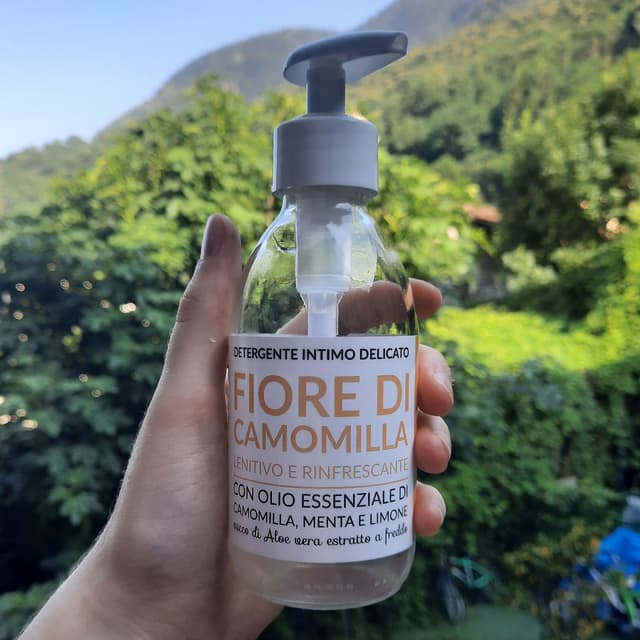 DETERGENTE INTIMO DELICATO
FIORE DI
CAMOMILLA
LENITIVO E RINFRESCANTE
CON OLIO ESSENZIALE DI
CAMOMILLA, MENTA E LIMONE
succo di Aloe vera estratto a freddo